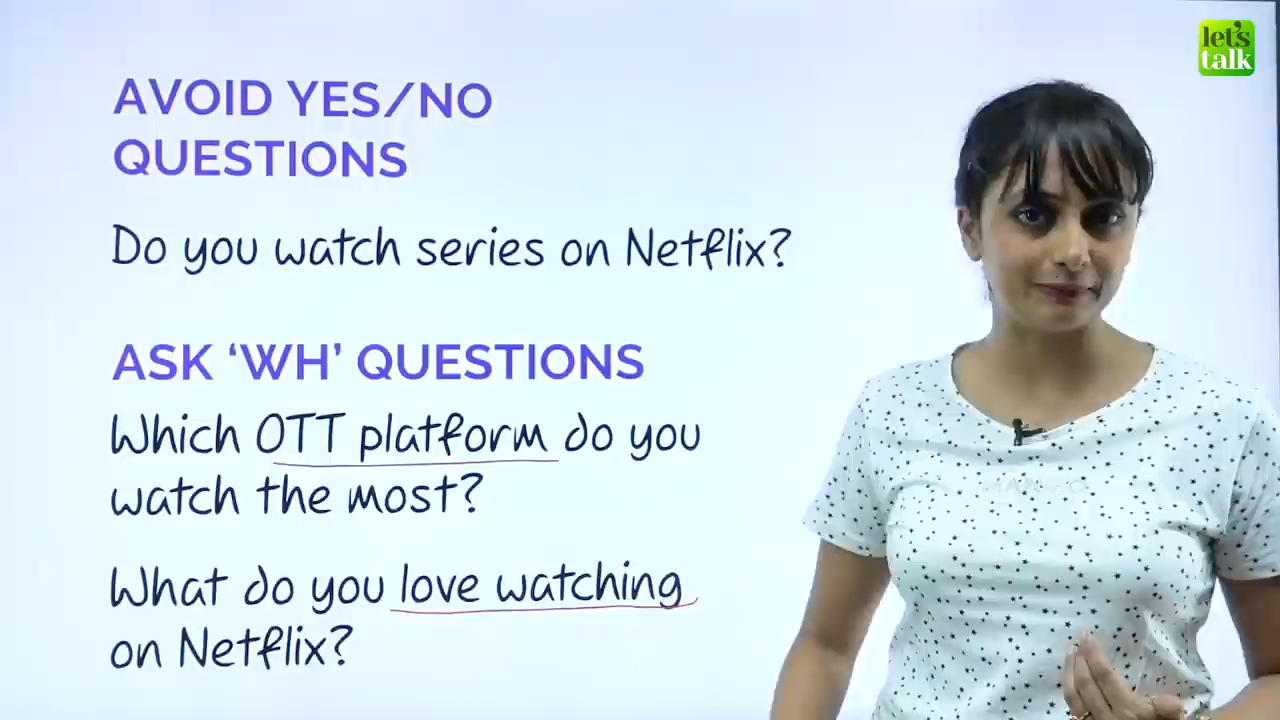 let's
talk
AVOID YES/NO
QUESTIONS
Do you watch series on Netflix?
ASK ‘WH’ QUESTIONS
Which OTT platform do you
watch the most?
What do you love watching
on Netflix?